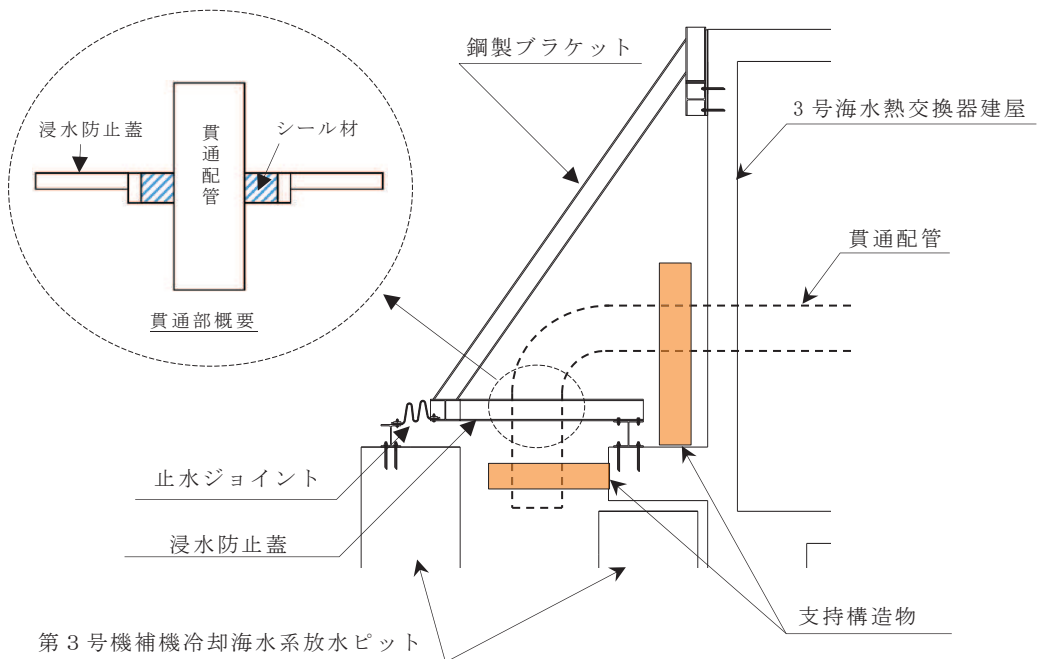 鋼製ブラケット
3号海水熱交換器建屋
浸水防止蓋
シール材
貫通配管
貫通配管
貫通部概要
止水ジョイント
浸水防止蓋
支持構造物
第3号機補機冷却海水系放水ピット